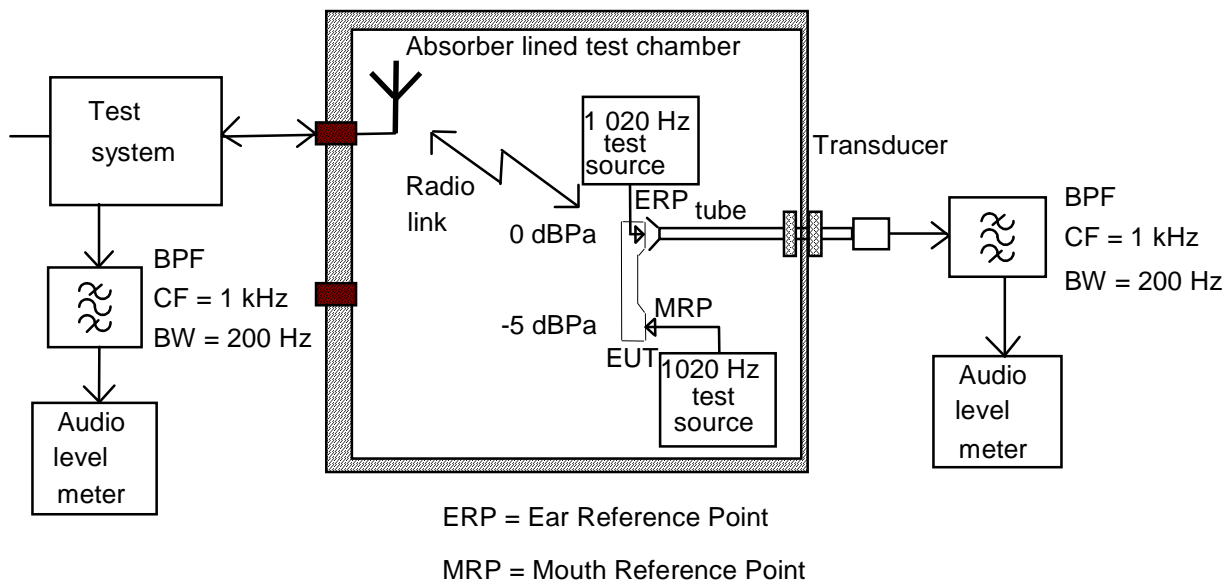 Absorber lined test chamber
Test
system
1 020 Hz
test
source
Transducer
Radio
link
ERP
tube
0 dBPa
BPF
CF = 1 kHz
BW = 200 Hz
BPF
CF = 1 kHz
BW = 200 Hz
MRP
-5 dBPa
EUT
1020 Hz
test
source
Audio
level
meter
Audio
level
meter
ERP = Ear Reference Point
MRP = Mouth Reference Point